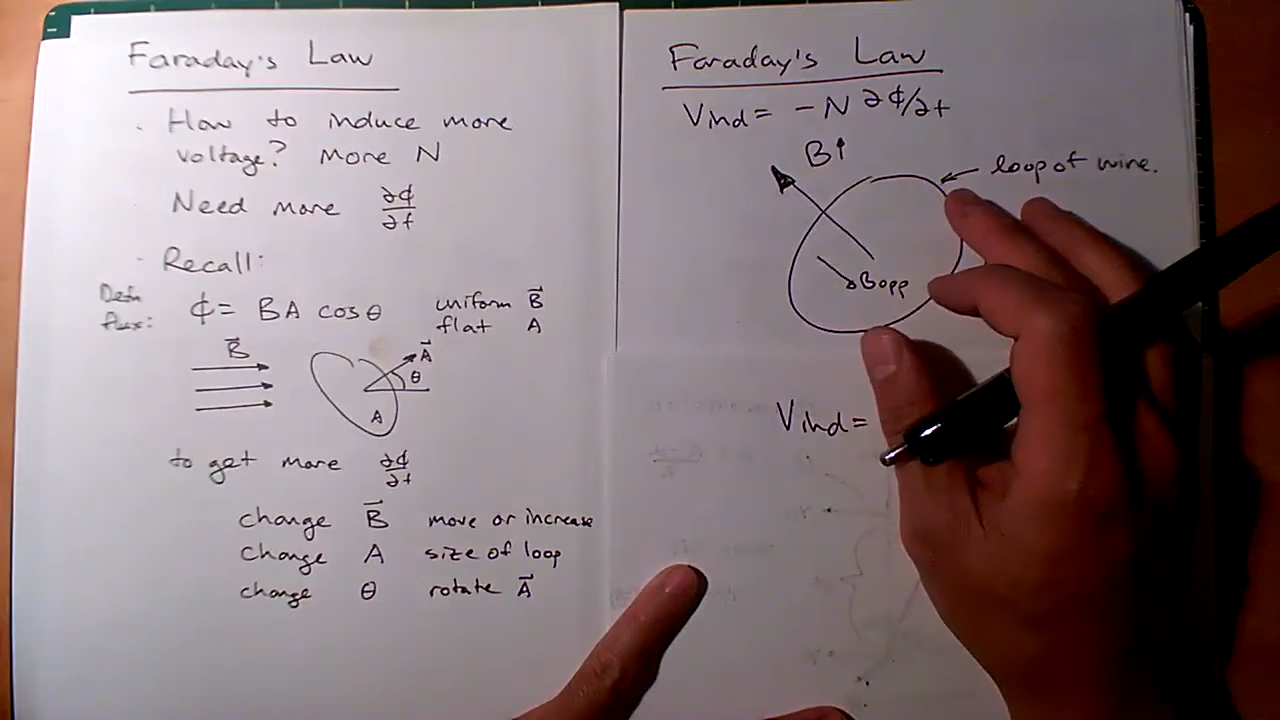 Faraday's Law
· How to induce more
voltage? More N
Need more ∂¢/∂t
· Recall:
Defn
flux:
¢ = BA cosθ
uniform B⃗
flat A
B⃗
A⃗
θ
A
to get more ∂¢/∂t
change B⃗ move or increase
change A size of loop
change θ rotate A⃗
Faraday's Law
Vind = -N ∂¢/∂t
B↑
loop of wire.
Bopp
Vind =